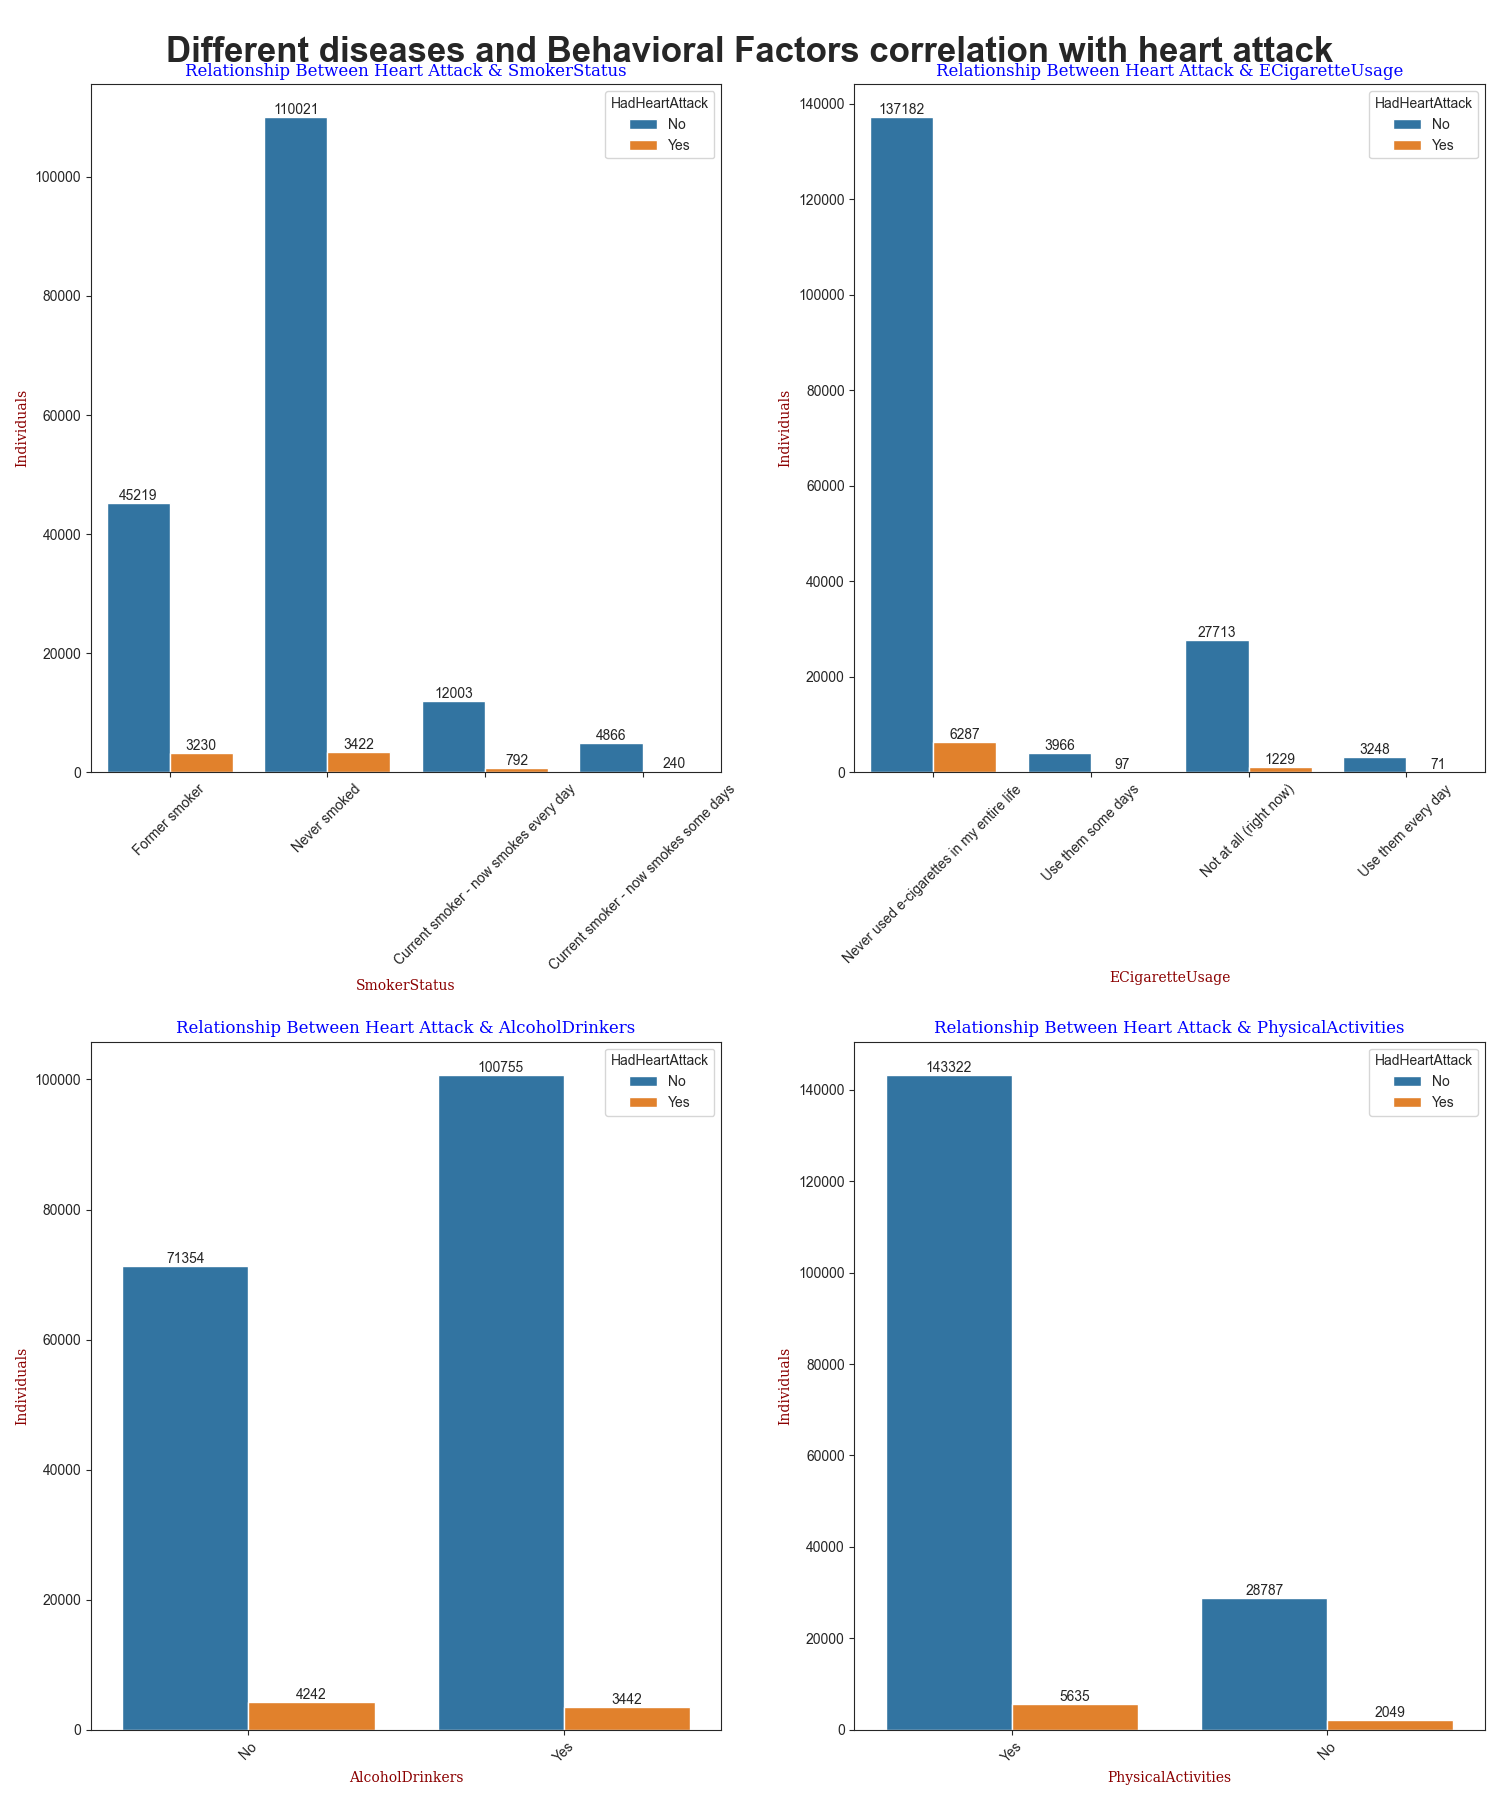 Different diseases and Behavioral Factors correlation with heart attack
Relationship Between Heart Attack & SmokerStatus
HadHeartAttack
No
Yes
Individuals
100000
80000
60000
40000
20000
0
45219
3230
110021
3422
12003
792
4866
240
Former smoker
Never smoked
Current smoker - now smokes every day
Current smoker - now smokes some days
SmokerStatus
Relationship Between Heart Attack & ECigaretteUsage
HadHeartAttack
No
Yes
Individuals
140000
120000
100000
80000
60000
40000
20000
0
137182
6287
3966
97
27713
1229
3248
71
Never used e-cigarettes in my entire life
Use them some days
Not at all (right now)
Use them every day
ECigaretteUsage
Relationship Between Heart Attack & AlcoholDrinkers
HadHeartAttack
No
Yes
Individuals
100000
80000
60000
40000
20000
0
71354
4242
100755
3442
No
Yes
AlcoholDrinkers
Relationship Between Heart Attack & PhysicalActivities
HadHeartAttack
No
Yes
Individuals
140000
120000
100000
80000
60000
40000
20000
0
143322
5635
28787
2049
Yes
No
PhysicalActivities